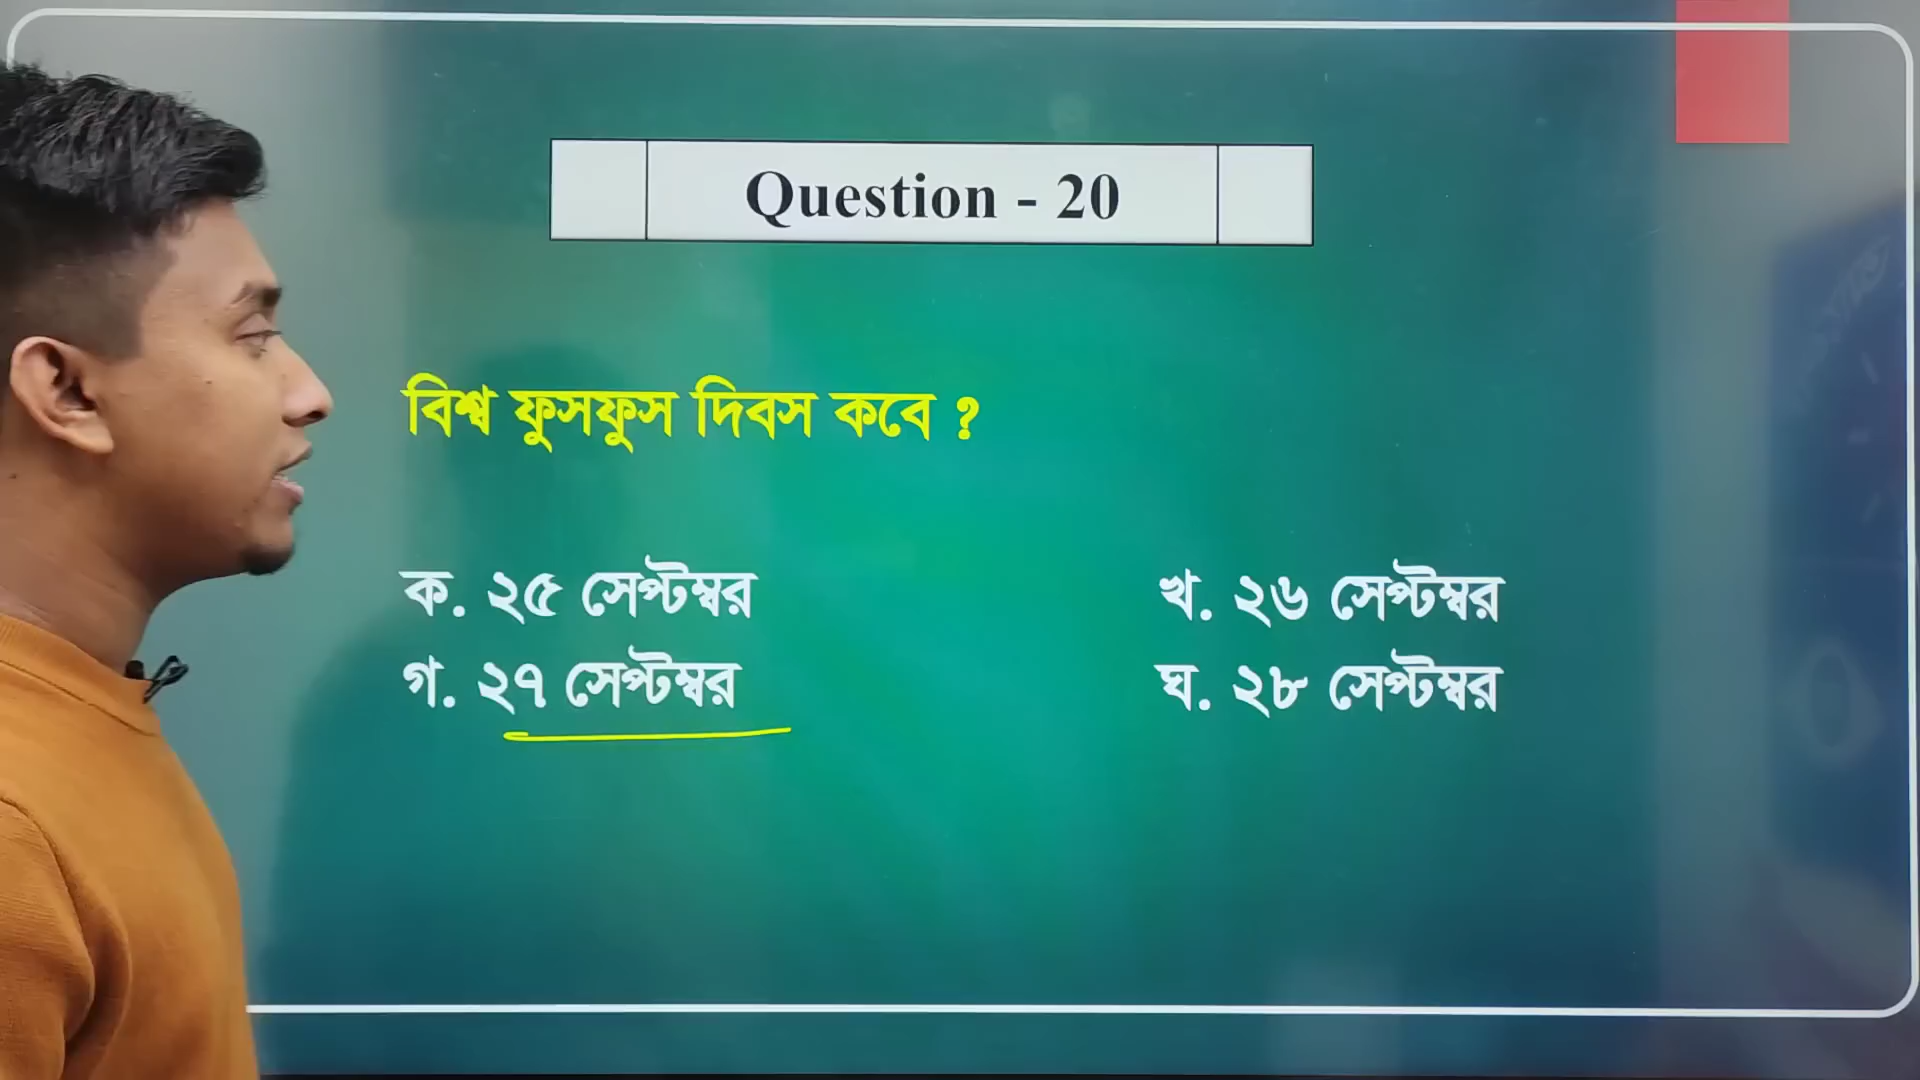 Question - 20
বিশ্ব ফুসফুস দিবস কবে ?
ক. ২৫ সেপ্টেম্বর
খ. ২৬ সেপ্টেম্বর
গ. ২৭ সেপ্টেম্বর
ঘ. ২৮ সেপ্টেম্বর